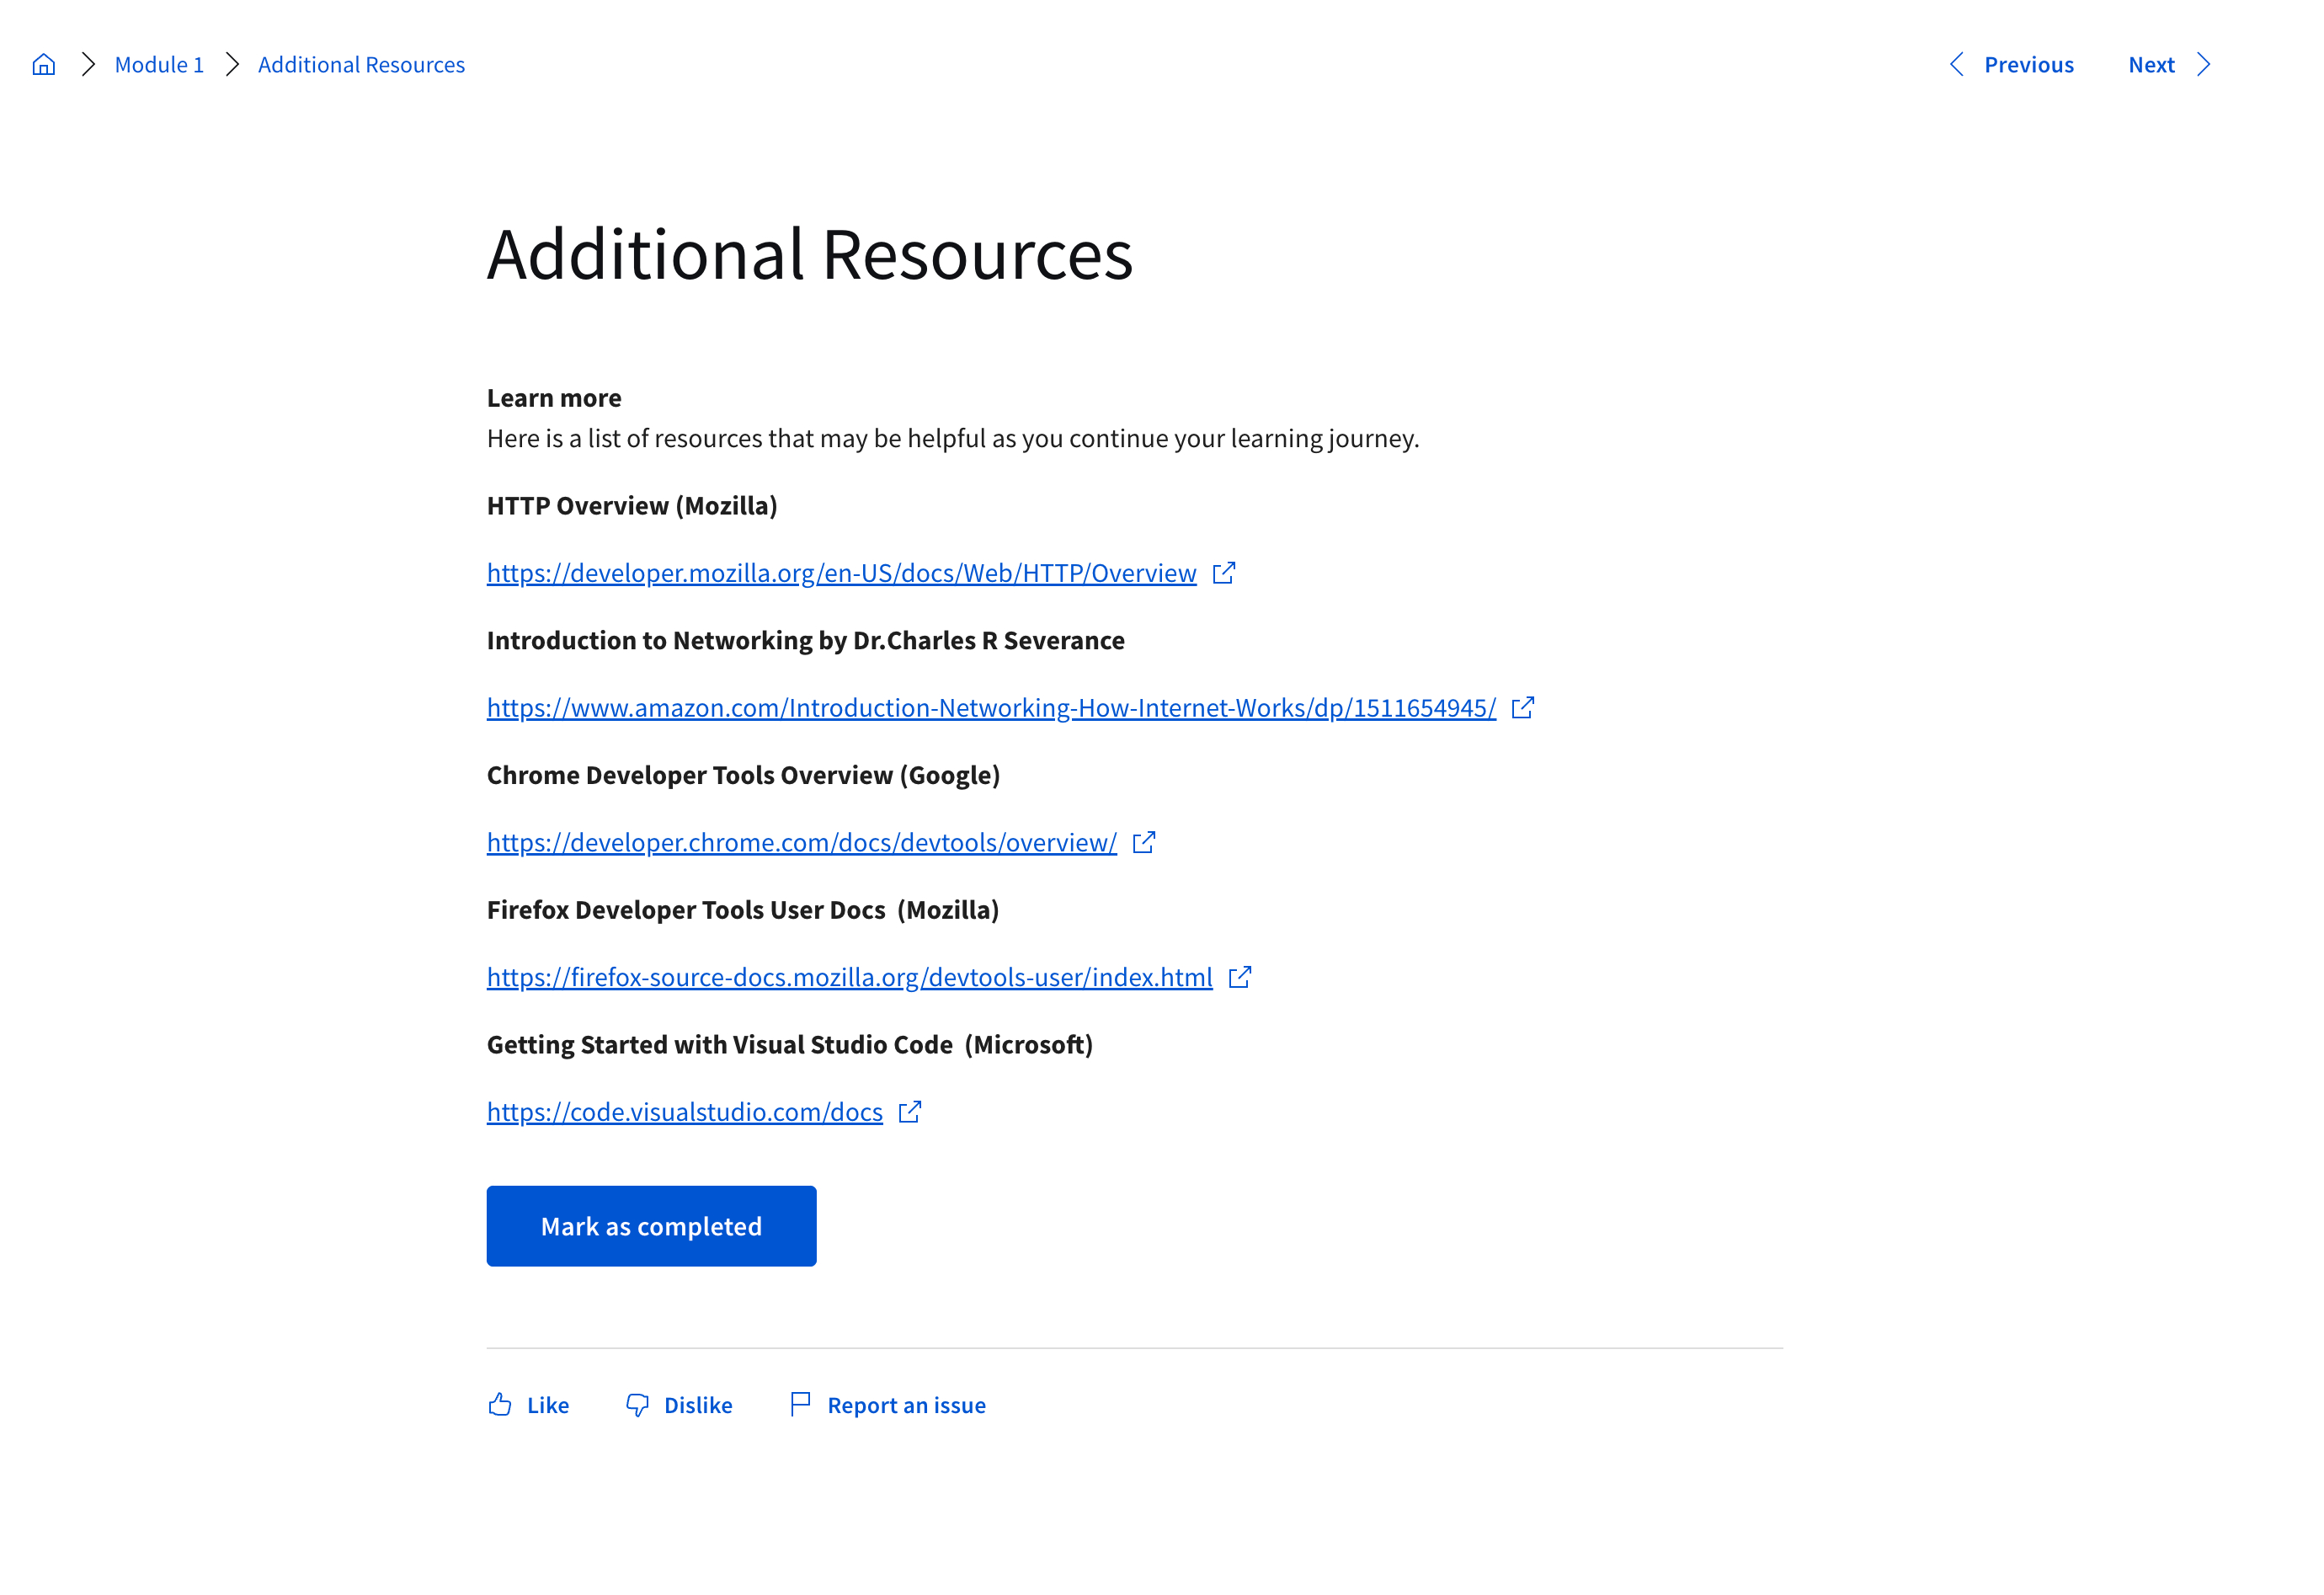 Module 1
Additional Resources
Previous
Next
Additional Resources
Learn more
Here is a list of resources that may be helpful as you continue your learning journey.
HTTP Overview (Mozilla)
https://developer.mozilla.org/en-US/docs/Web/HTTP/Overview
Introduction to Networking by Dr.Charles R Severance
https://www.amazon.com/Introduction-Networking-How-Internet-Works/dp/1511654945/
Chrome Developer Tools Overview (Google)
https://developer.chrome.com/docs/devtools/overview/
Firefox Developer Tools User Docs  (Mozilla)
https://firefox-source-docs.mozilla.org/devtools-user/index.html
Getting Started with Visual Studio Code  (Microsoft)
https://code.visualstudio.com/docs
Mark as completed
Like
Dislike
Report an issue